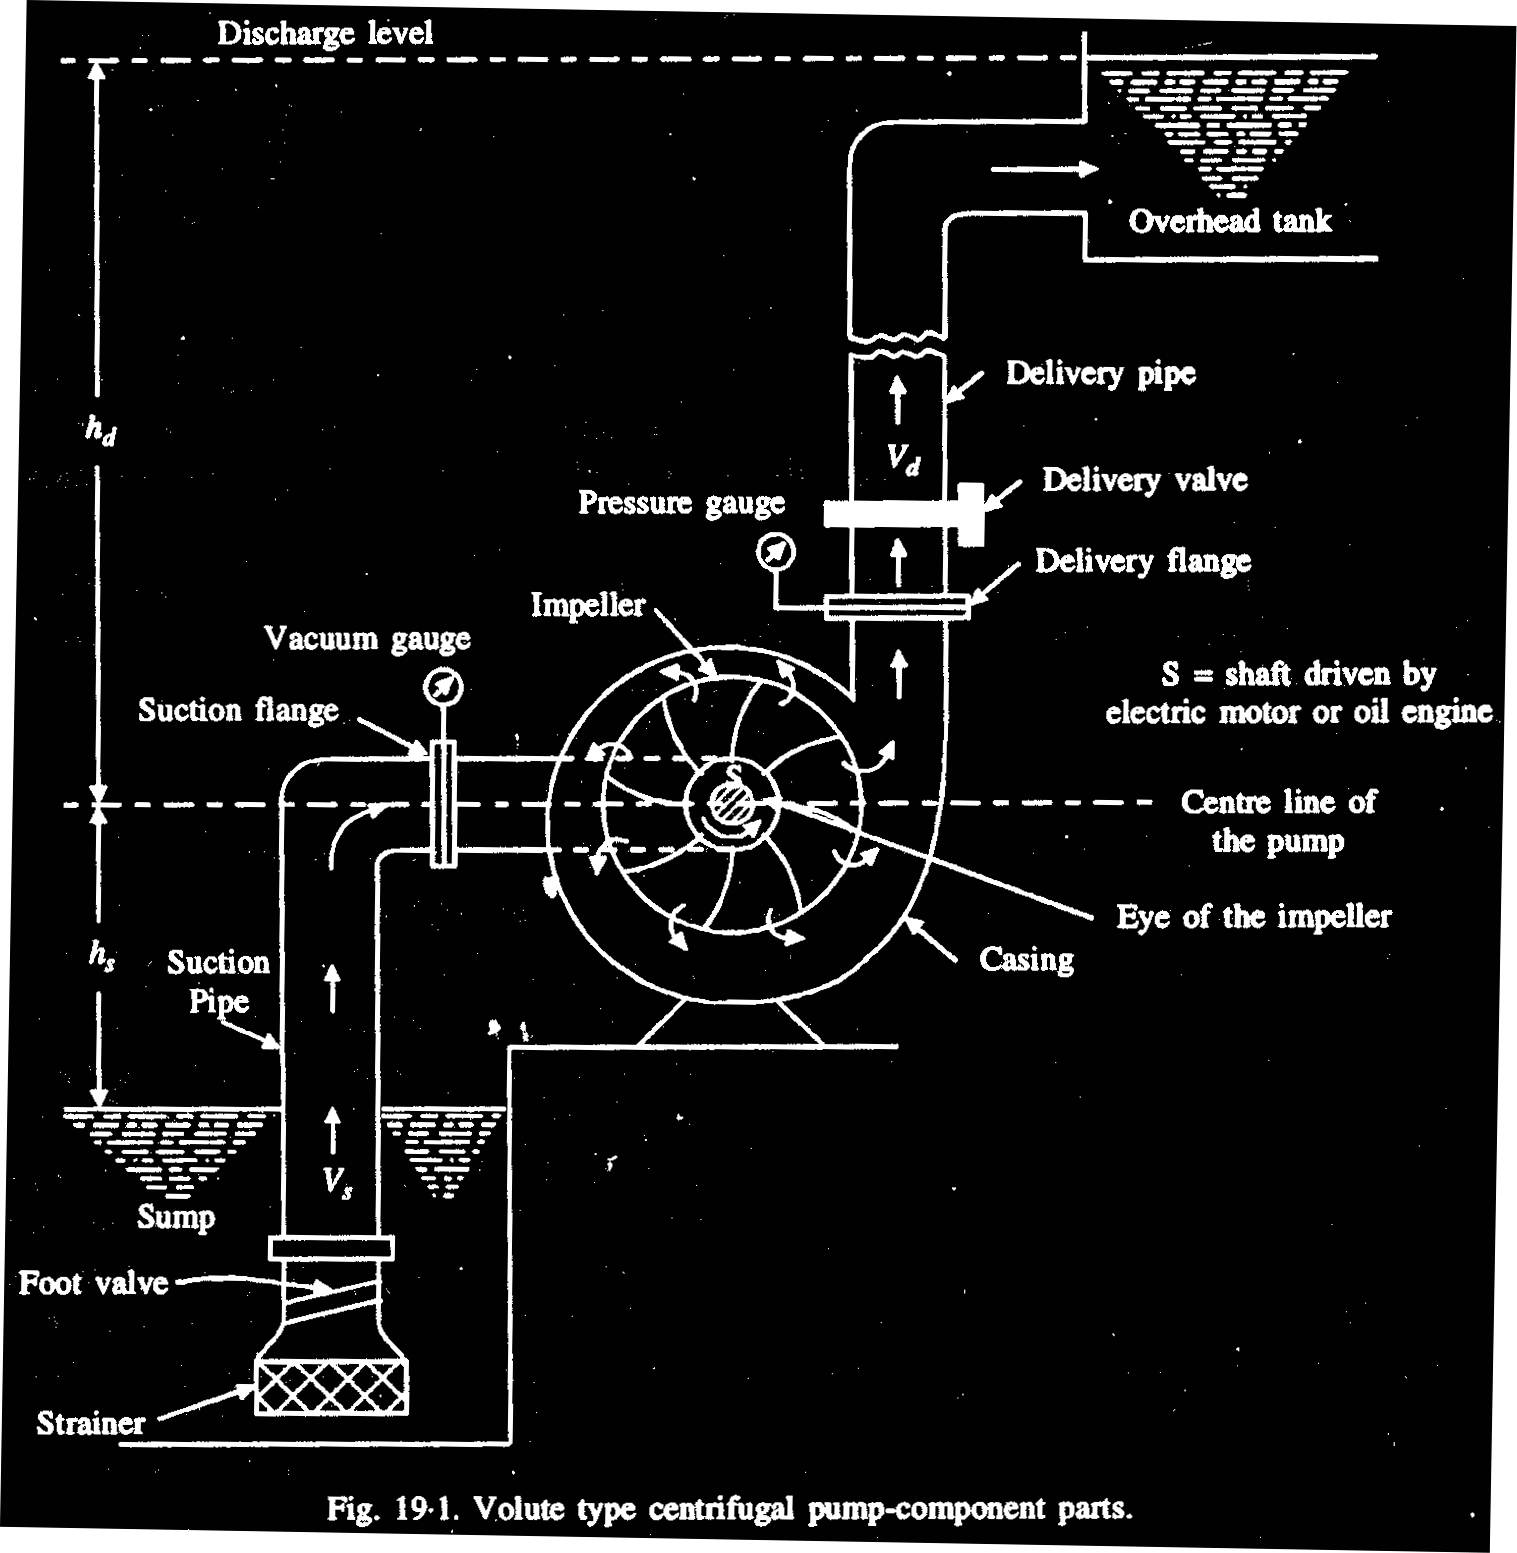 Discharge level
Overhead tank
Delivery pipe
h_d
V_d
Delivery valve
Pressure gauge
Delivery flange
Impeller
Vacuum gauge
S = shaft driven by
electric motor or oil engine
Suction flange
S
Centre line of
the pump
Eye of the impeller
h_s
Suction
Pipe
Casing
V_s
Sump
Foot valve
Strainer
Fig. 19·1. Volute type centrifugal pump-component parts.